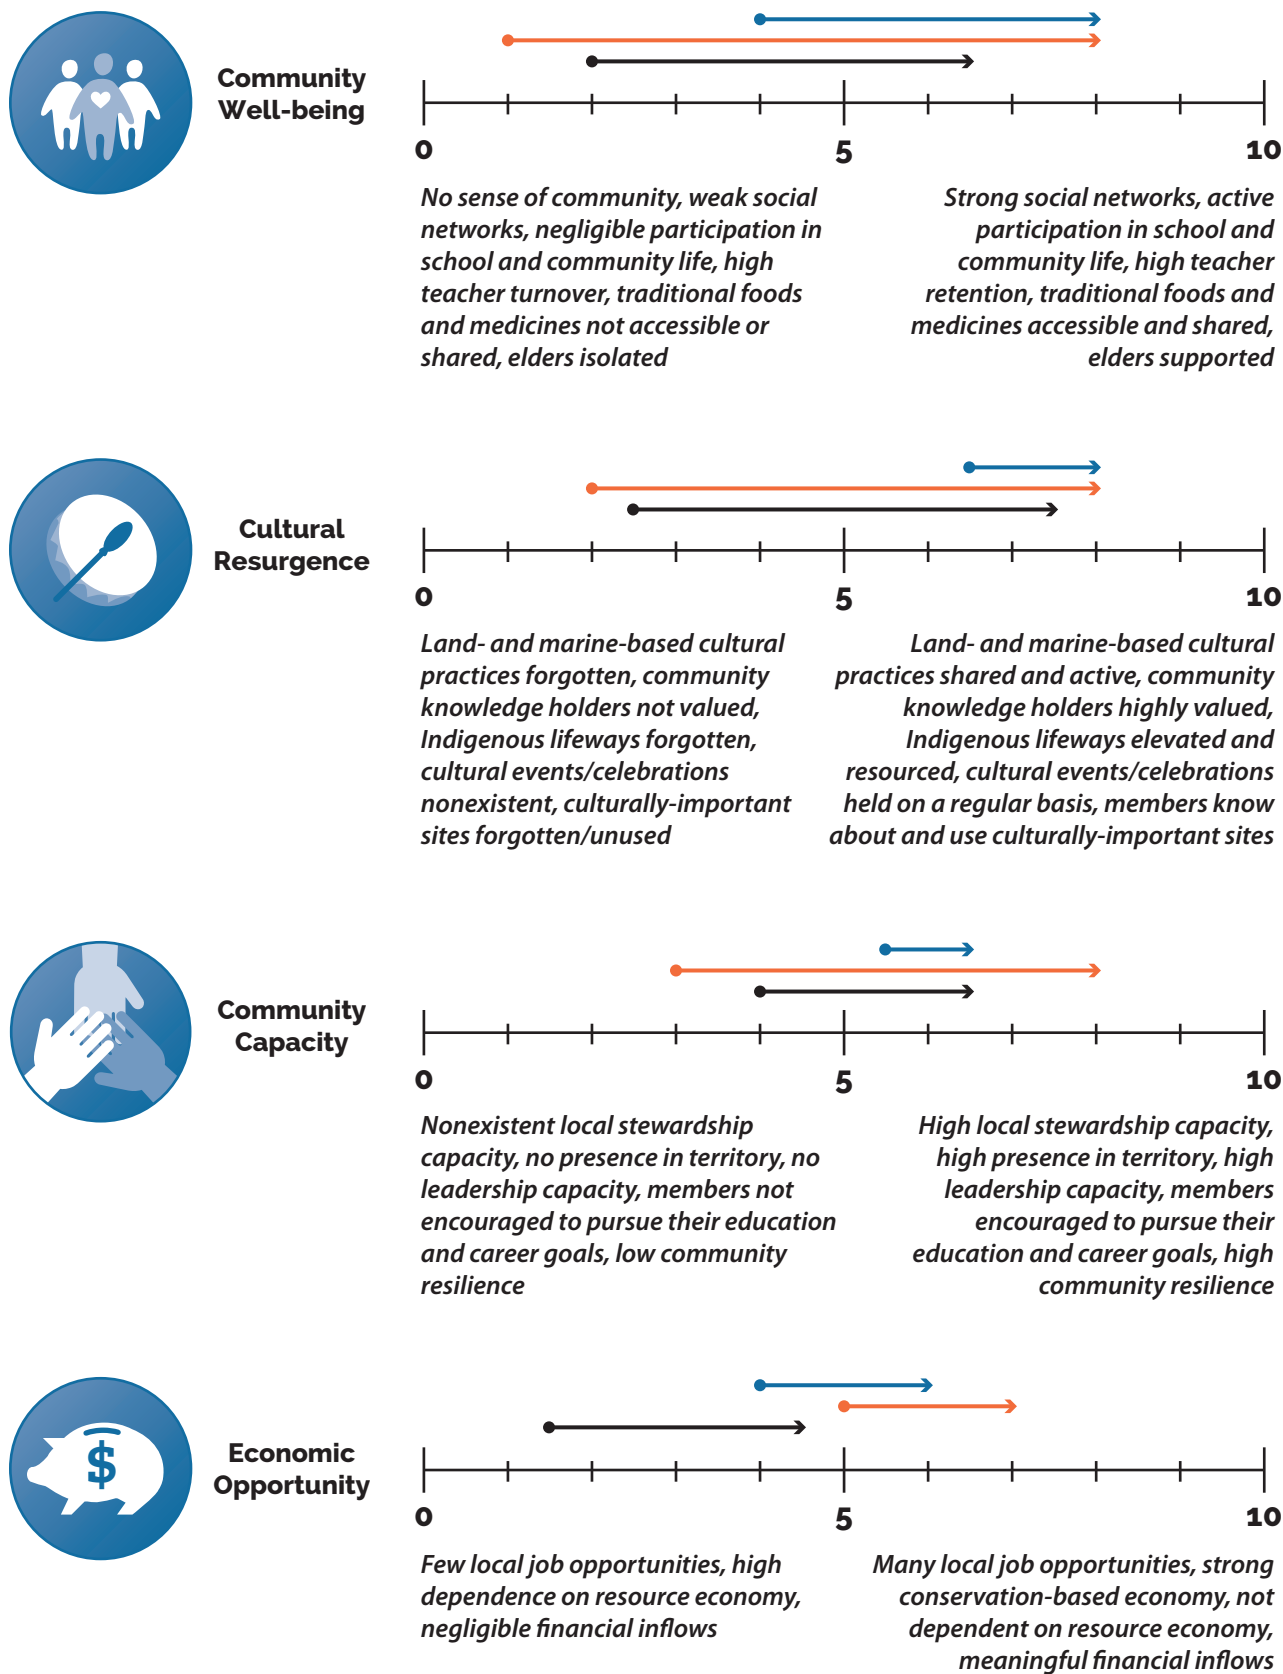 Community
Well-being
0
5
10
No sense of community, weak social
networks, negligible participation in
school and community life, high
teacher turnover, traditional foods
and medicines not accessible or
shared, elders isolated
Strong social networks, active
participation in school and
community life, high teacher
retention, traditional foods and
medicines accessible and shared,
elders supported
Cultural
Resurgence
0
5
10
Land- and marine-based cultural
practices forgotten, community
knowledge holders not valued,
Indigenous lifeways forgotten,
cultural events/celebrations
nonexistent, culturally-important
sites forgotten/unused
Land- and marine-based cultural
practices shared and active, community
knowledge holders highly valued,
Indigenous lifeways elevated and
resourced, cultural events/celebrations
held on a regular basis, members know
about and use culturally-important sites
Community
Capacity
0
5
10
Nonexistent local stewardship
capacity, no presence in territory, no
leadership capacity, members not
encouraged to pursue their education
and career goals, low community
resilience
High local stewardship capacity,
high presence in territory, high
leadership capacity, members
encouraged to pursue their
education and career goals, high
community resilience
$
Economic
Opportunity
0
5
10
Few local job opportunities, high
dependence on resource economy,
negligible financial inflows
Many local job opportunities, strong
conservation-based economy, not
dependent on resource economy,
meaningful financial inflows